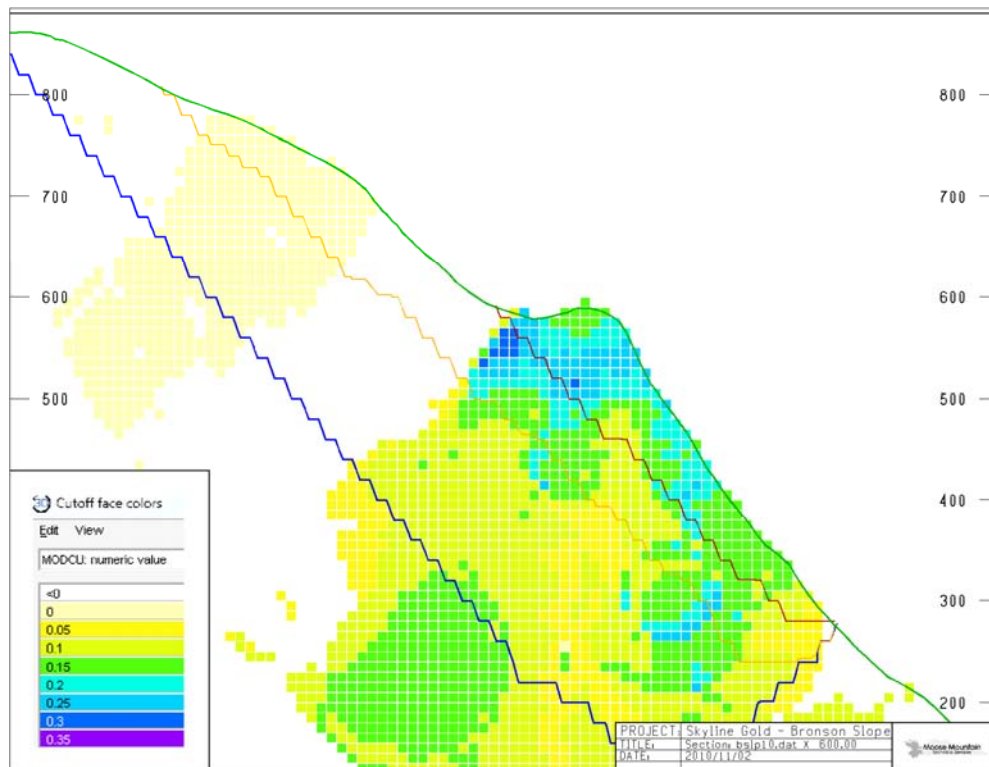 800 800
700 700
600 600
500 500
400
300
200
Cutoff face colors
Edit View
MODCU: numeric value
<0
0
0.05
0.1
0.15
0.2
0.25
0.3
0.35
PROJECT: Skyline Gold - Bronson Slope
TITLE: Section: bslp10.dat X 600.00
DATE: 2010/11/02
Moose Mountain